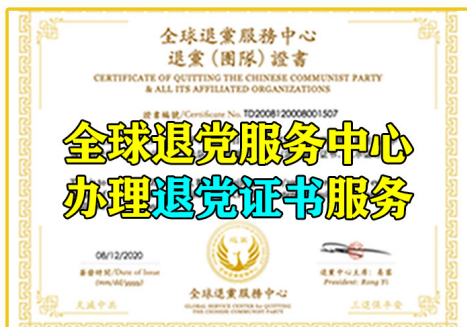 全球退黨服務中心
退黨(團隊)證書
CERTIFICATE OF QUITTING THE CHINESE COMMUNIST PARTY
& ALL ITS AFFILIATED ORGANIZATIONS
證書編號/Certificate No. TD2008120008001507
全球退党服务中心
办理退党证书服务
08/12/2020
簽發時間/Date of Issue
(mm/dd/yyyy)
退黨中心主席: 易蓉
President: Rong Yi
全球退黨服務中心
GLOBAL SERVICE CENTER for QUITTING
THE CHINESE COMMUNIST PARTY
天滅中共
三退保平安